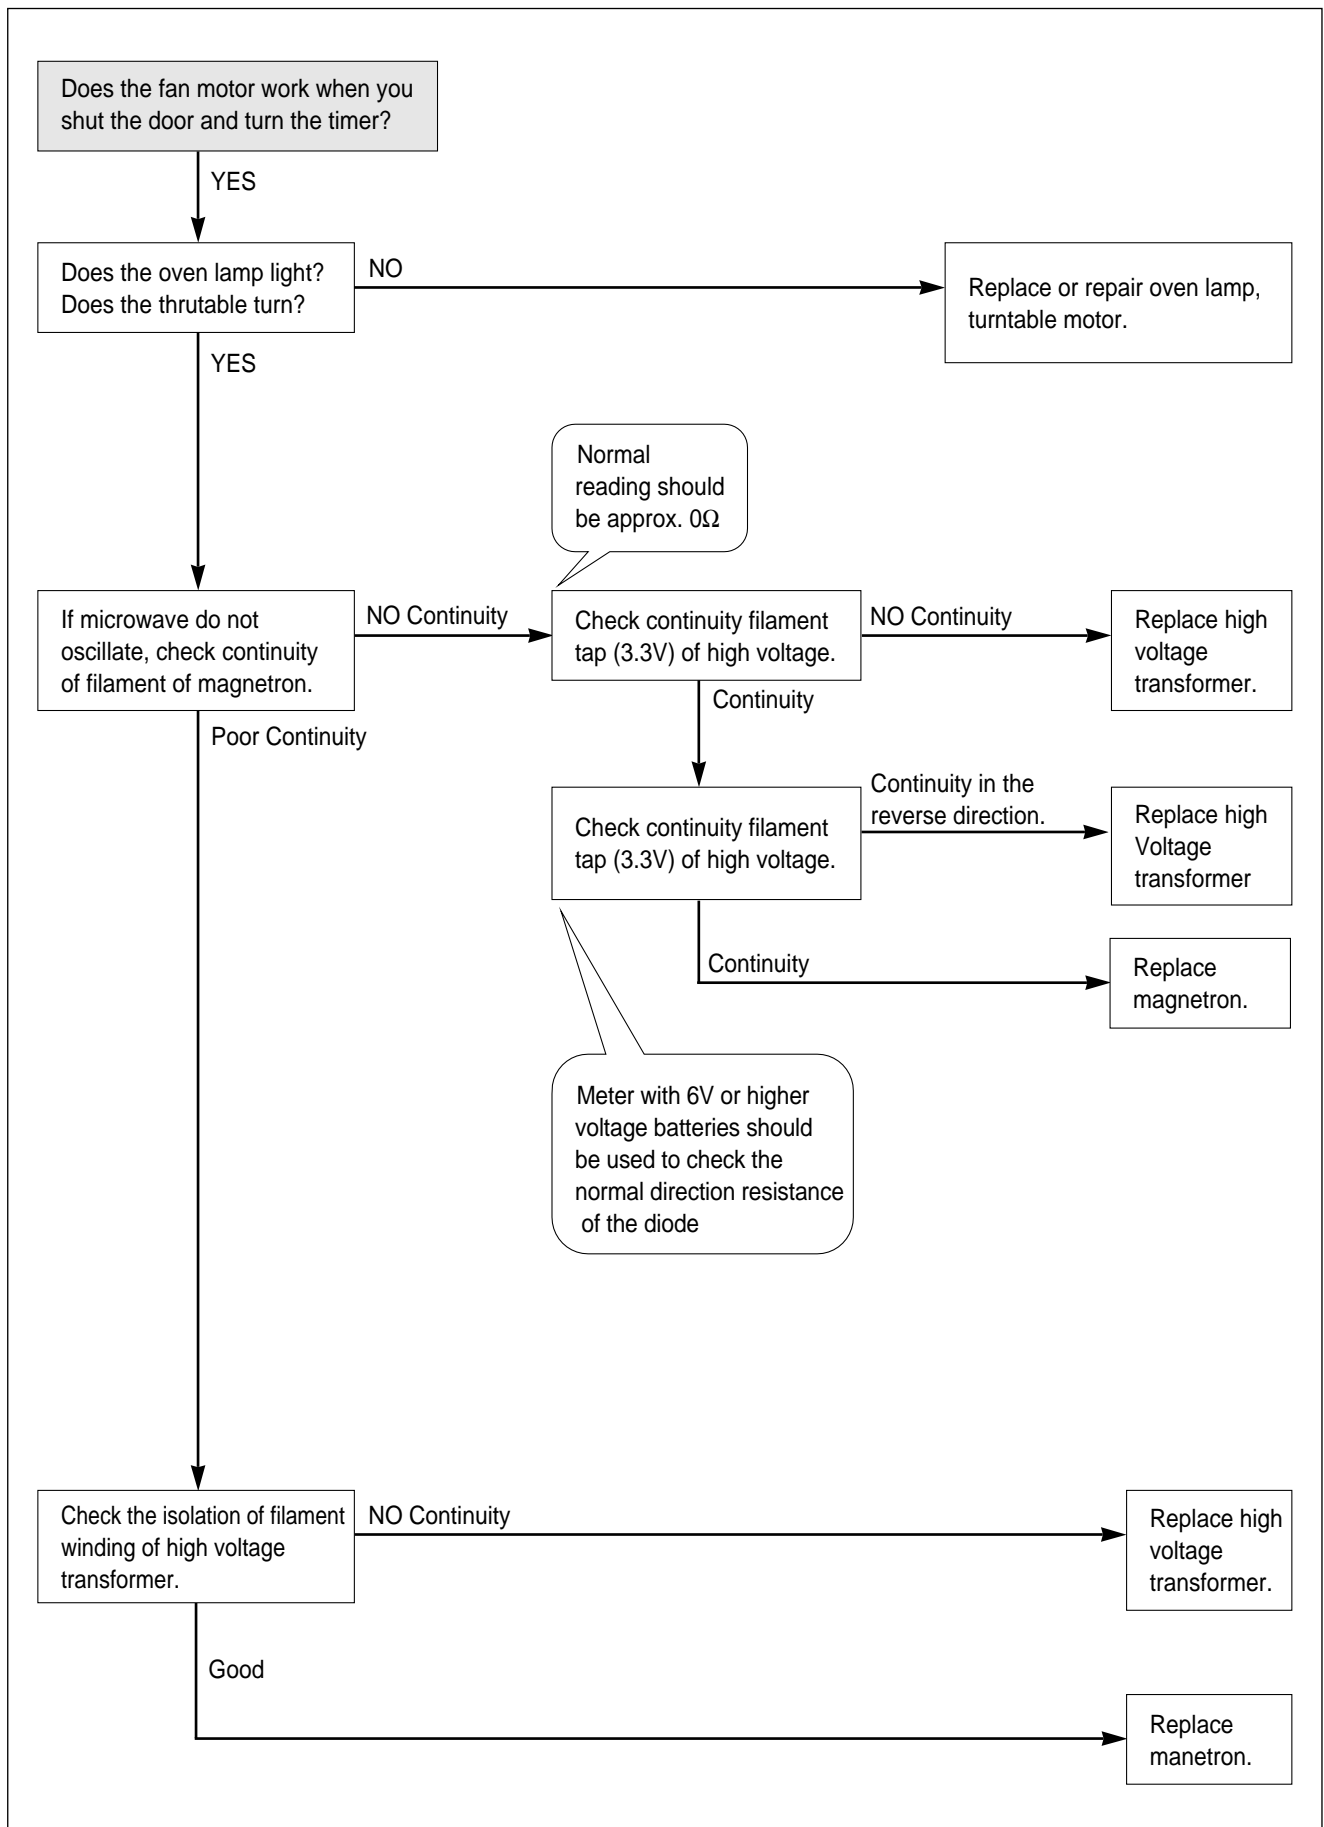 Does the fan motor work when you
shut the door and turn the timer?
YES
Does the oven lamp light?
Does the thrutable turn?
NO
Replace or repair oven lamp,
turntable motor.
YES
Normal
reading should
be approx. 0Ω
If microwave do not
oscillate, check continuity
of filament of magnetron.
NO Continuity
Check continuity filament
tap (3.3V) of high voltage.
NO Continuity
Replace high
voltage
transformer.
Continuity
Poor Continuity
Check continuity filament
tap (3.3V) of high voltage.
Continuity in the
reverse direction.
Replace high
Voltage
transformer
Continuity
Replace
magnetron.
Meter with 6V or higher
voltage batteries should
be used to check the
normal direction resistance
of the diode
Check the isolation of filament
winding of high voltage
transformer.
NO Continuity
Replace high
voltage
transformer.
Good
Replace
manetron.